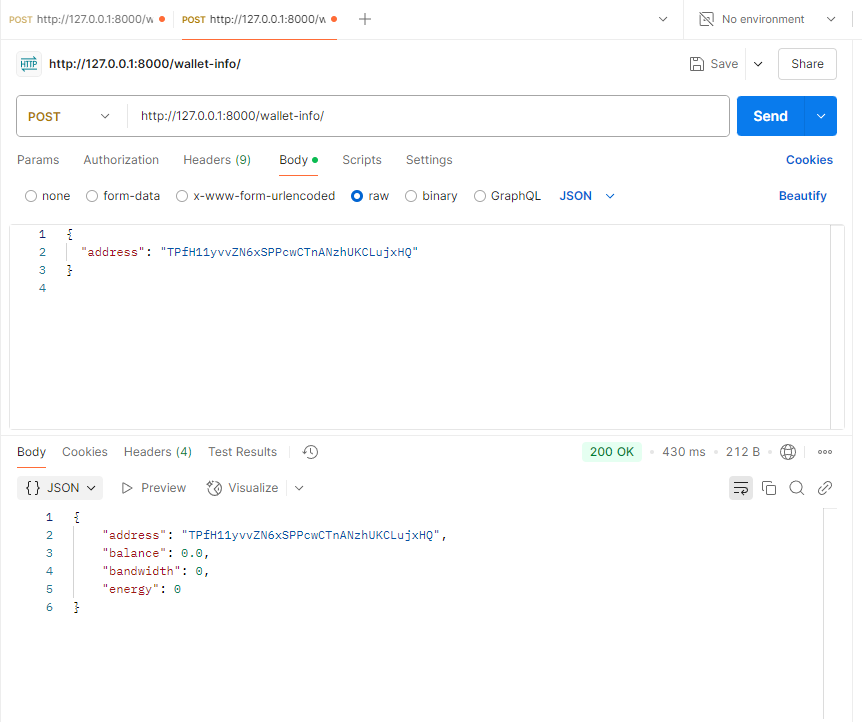 POST http://127.0.0.1:8000/w POST http://127.0.0.1:8000/w No environment
HTTP http://127.0.0.1:8000/wallet-info/ Save Share
POST http://127.0.0.1:8000/wallet-info/ Send
Params Authorization Headers (9) Body Scripts Settings Cookies
none form-data x-www-form-urlencoded raw binary GraphQL JSON Beautify
1 {
2 "address": "TPfH11yvvZN6xSPPcwCTnANzhUKCLujxHQ"
3 }
4
Body Cookies Headers (4) Test Results 200 OK • 430 ms • 212 B
{} JSON Preview Visualize
1 {
2 "address": "TPfH11yvvZN6xSPPcwCTnANzhUKCLujxHQ",
3 "balance": 0.0,
4 "bandwidth": 0,
5 "energy": 0
6 }